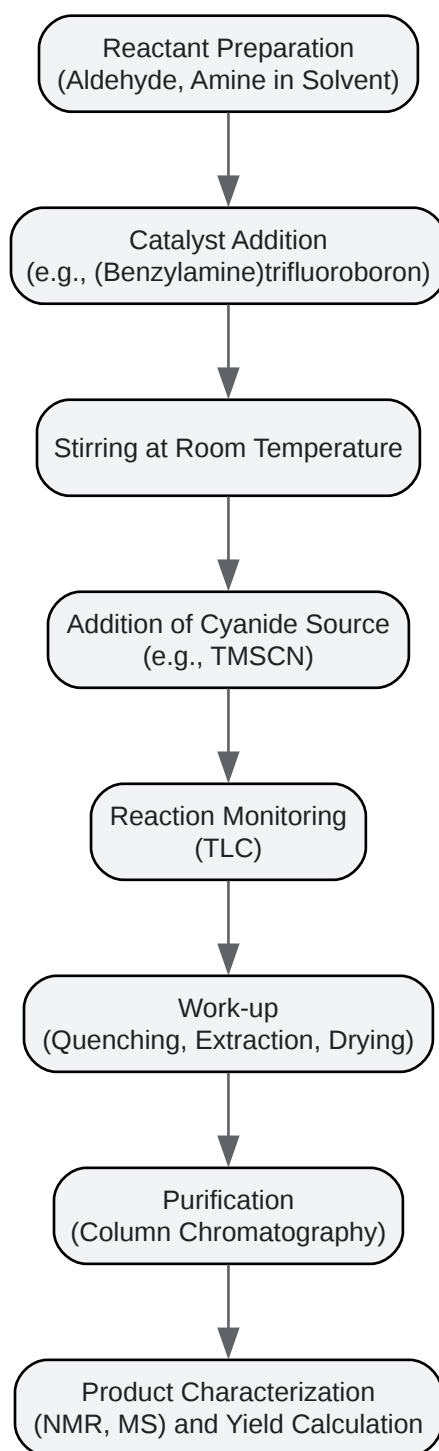 Reactant Preparation
(Aldehyde, Amine in Solvent)
Catalyst Addition
(e.g., (Benzylamine)trifluoroboron)
Stirring at Room Temperature
Addition of Cyanide Source
(e.g., TMSCN)
Reaction Monitoring
(TLC)
Work-up
(Quenching, Extraction, Drying)
Purification
(Column Chromatography)
Product Characterization
(NMR, MS) and Yield Calculation